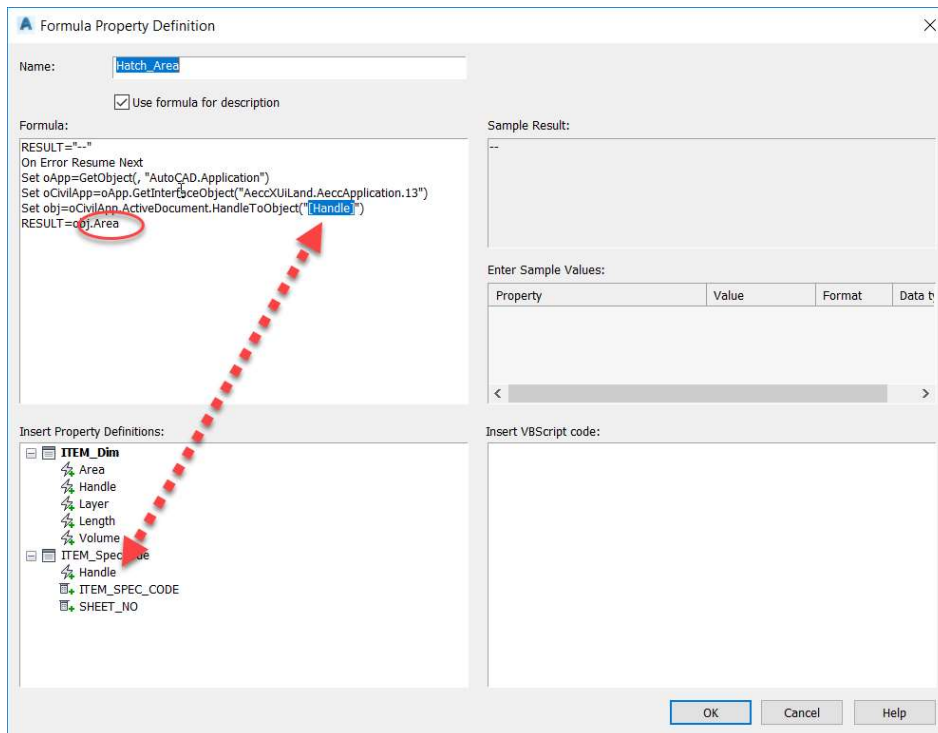 Formula Property Definition
Name:
Hatch_Area
Use formula for description
Formula:
RESULT="--"
On Error Resume Next
Set oApp=GetObject(, "AutoCAD.Application")
Set oCivilApp=oApp.GetInterfaceObject("AeccXUiLand.AeccApplication.13")
Set obj=oCivilApp.ActiveDocument.HandleToObject("[Handle]")
RESULT=obj.Area
Sample Result:
--
Enter Sample Values:
Property Value Format Data ty
Insert Property Definitions:
ITEM_Dim
Area
Handle
Layer
Length
Volume
ITEM_SpecCode
Handle
ITEM_SPEC_CODE
SHEET_NO
Insert VBScript code:
OK Cancel Help